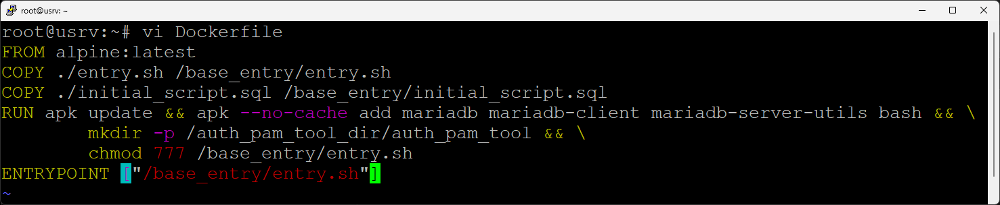 root@usrv: ~
root@usrv:~# vi Dockerfile
FROM alpine:latest
COPY ./entry.sh /base_entry/entry.sh
COPY ./initial_script.sql /base_entry/initial_script.sql
RUN apk update && apk --no-cache add mariadb mariadb-client mariadb-server-utils bash && \
        mkdir -p /auth_pam_tool_dir/auth_pam_tool && \
        chmod 777 /base_entry/entry.sh
ENTRYPOINT ["/base_entry/entry.sh"]
~